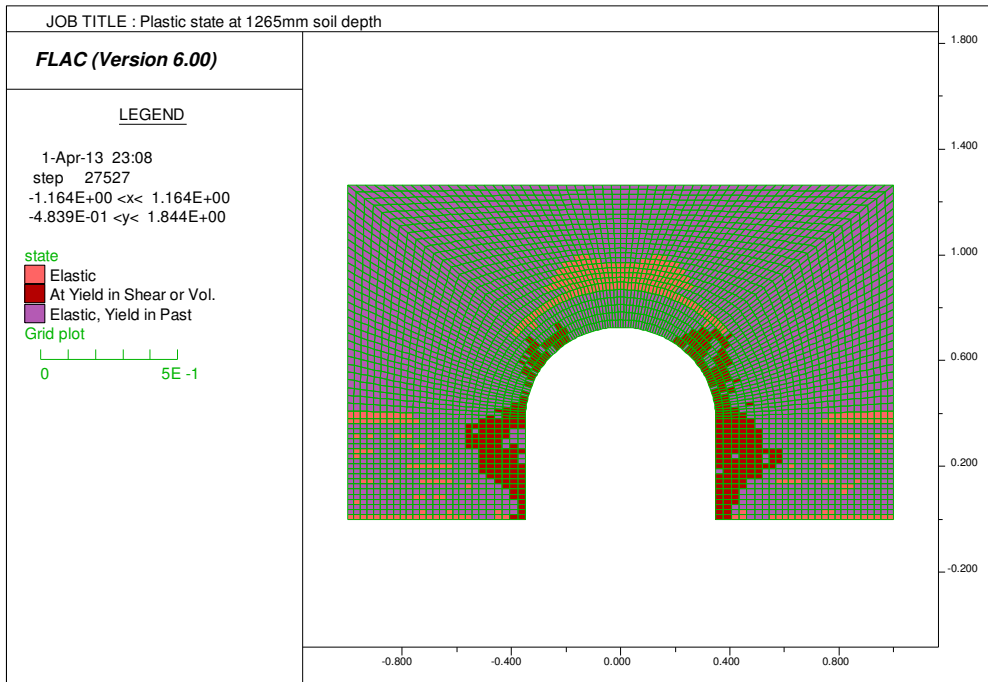 JOB TITLE : Plastic state at 1265mm soil depth
FLAC (Version 6.00)
LEGEND
1-Apr-13 23:08
step 27527
-1.164E+00 <x< 1.164E+00
-4.839E-01 <y< 1.844E+00
state
Elastic
At Yield in Shear or Vol.
Elastic, Yield in Past
Grid plot
0 5E -1
1.800
1.400
1.000
0.600
0.200
-0.200
-0.800 -0.400 0.000 0.400 0.800